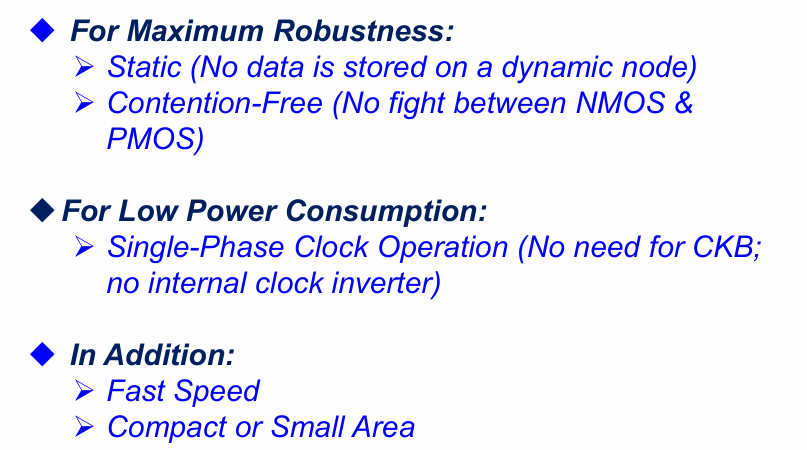 ◆ For Maximum Robustness:
➢ Static (No data is stored on a dynamic node)
➢ Contention-Free (No fight between NMOS &
PMOS)
◆ For Low Power Consumption:
➢ Single-Phase Clock Operation (No need for CKB;
no internal clock inverter)
◆ In Addition:
➢ Fast Speed
➢ Compact or Small Area